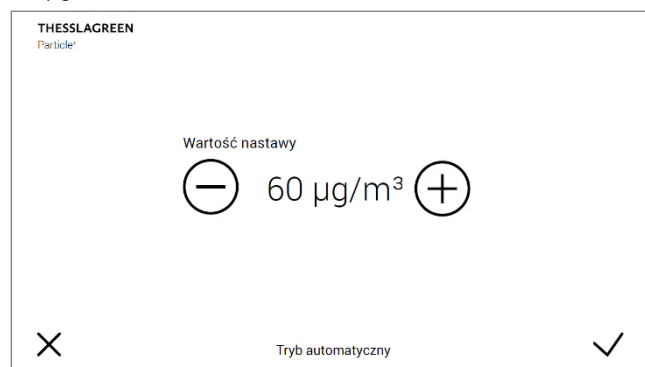 THESSLAGREEN
Particle+
Wartość nastawy
60 µg/m³
Tryb automatyczny